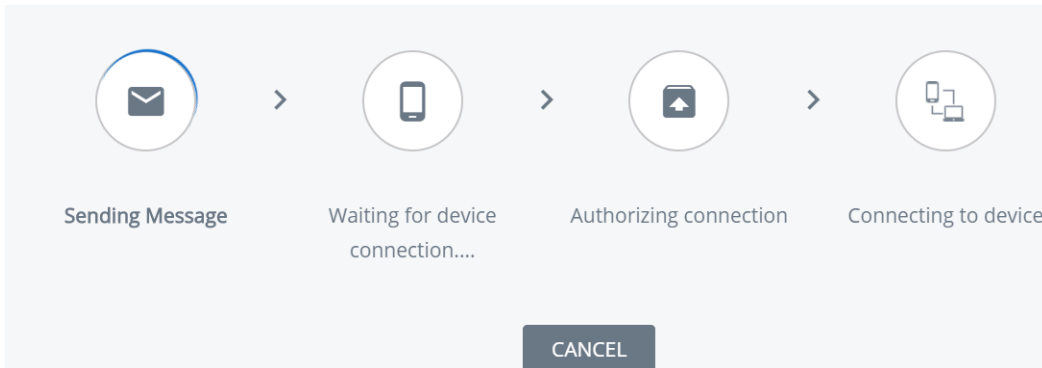 Sending Message
Waiting for device
connection....
Authorizing connection
Connecting to device
CANCEL